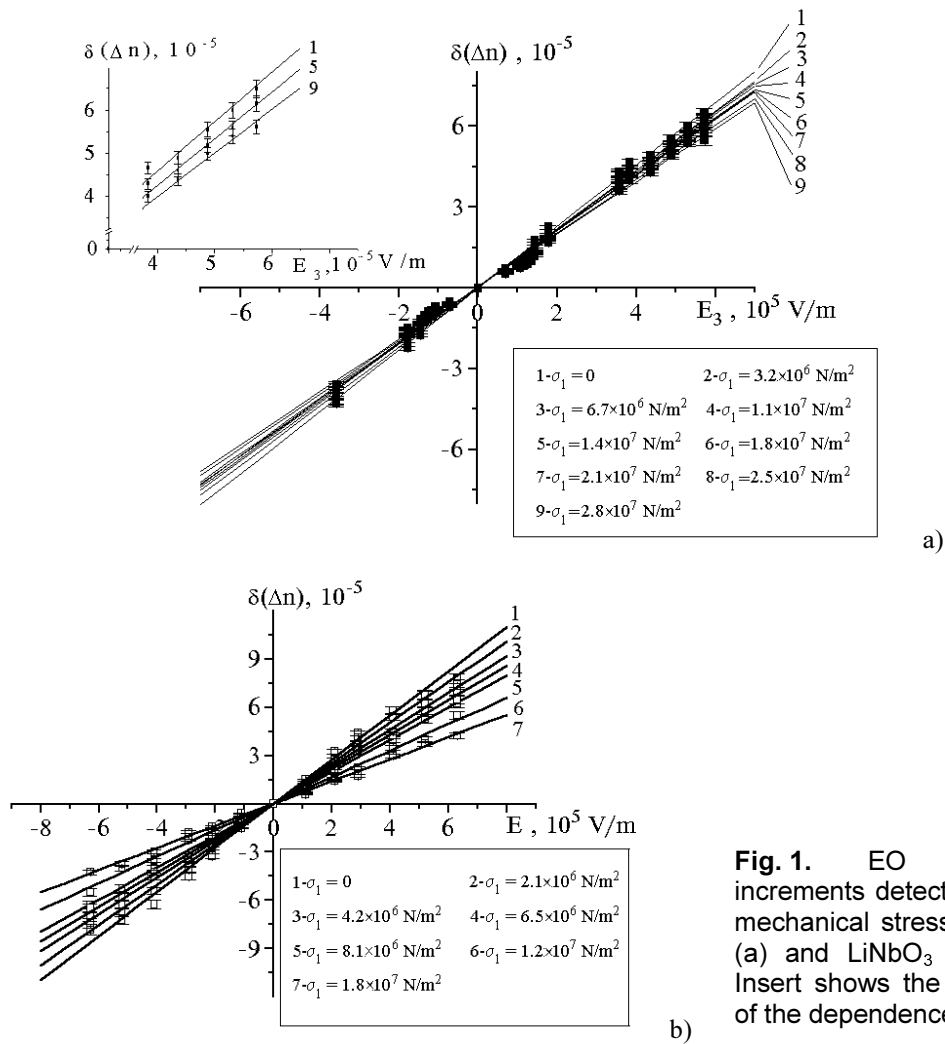 δ(Δn), 10⁻⁵
6
5
4
0
4
5
6
E₃, 10⁻⁵ V/m
1
5
9
δ(Δn), 10⁻⁵
6
3
-3
-6
-6
-4
-2
0
2
4
6
E₃, 10⁵ V/m
1
2
3
4
5
6
7
8
9
1-σ₁ = 0 2-σ₁ = 3.2×10⁶ N/m²
3-σ₁ = 6.7×10⁶ N/m² 4-σ₁ = 1.1×10⁷ N/m²
5-σ₁ = 1.4×10⁷ N/m² 6-σ₁ = 1.8×10⁷ N/m²
7-σ₁ = 2.1×10⁷ N/m² 8-σ₁ = 2.5×10⁷ N/m²
9-σ₁ = 2.8×10⁷ N/m²
a)
δ(Δn), 10⁻⁵
9
6
3
-3
-6
-9
-8
-6
-4
-2
0
2
4
6
E, 10⁵ V/m
1
2
3
4
5
6
7
1-σ₁ = 0 2-σ₁ = 2.1×10⁶ N/m²
3-σ₁ = 4.2×10⁶ N/m² 4-σ₁ = 6.5×10⁶ N/m²
5-σ₁ = 8.1×10⁶ N/m² 6-σ₁ = 1.2×10⁷ N/m²
7-σ₁ = 1.8×10⁷ N/m²
b)
Fig. 1. EO
increments detect
mechanical stress
(a) and LiNbO₃
Insert shows the
of the dependence